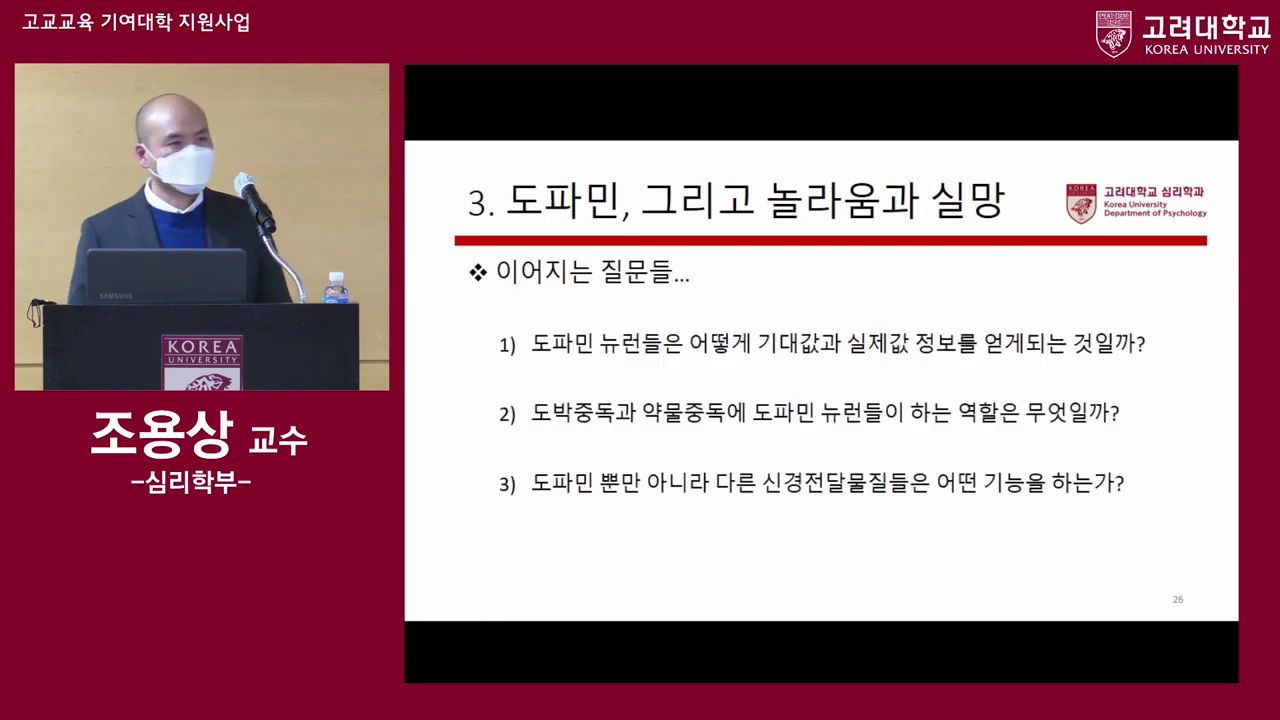 고교교육 기여대학 지원사업
고려대학교
KOREA UNIVERSITY
3. 도파민, 그리고 놀라움과 실망
KOREA
고려대학교 심리학과
Korea University
Department of Psychology
❖ 이어지는 질문들...
1) 도파민 뉴런들은 어떻게 기대값과 실제값 정보를 얻게되는 것일까?
2) 도박중독과 약물중독에 도파민 뉴런들이 하는 역할은 무엇일까?
3) 도파민 뿐만 아니라 다른 신경전달물질들은 어떤 기능을 하는가?
26
SAMSUNG
KOREA
UNIVERSITY
조용상 교수
-심리학부-